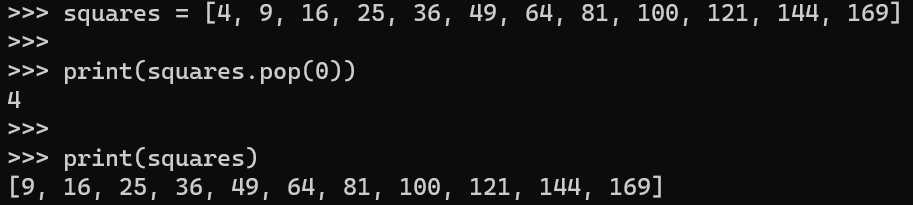 >>> squares = [4, 9, 16, 25, 36, 49, 64, 81, 100, 121, 144, 169]
>>>
>>> print(squares.pop(0))
4
>>>
>>> print(squares)
[9, 16, 25, 36, 49, 64, 81, 100, 121, 144, 169]